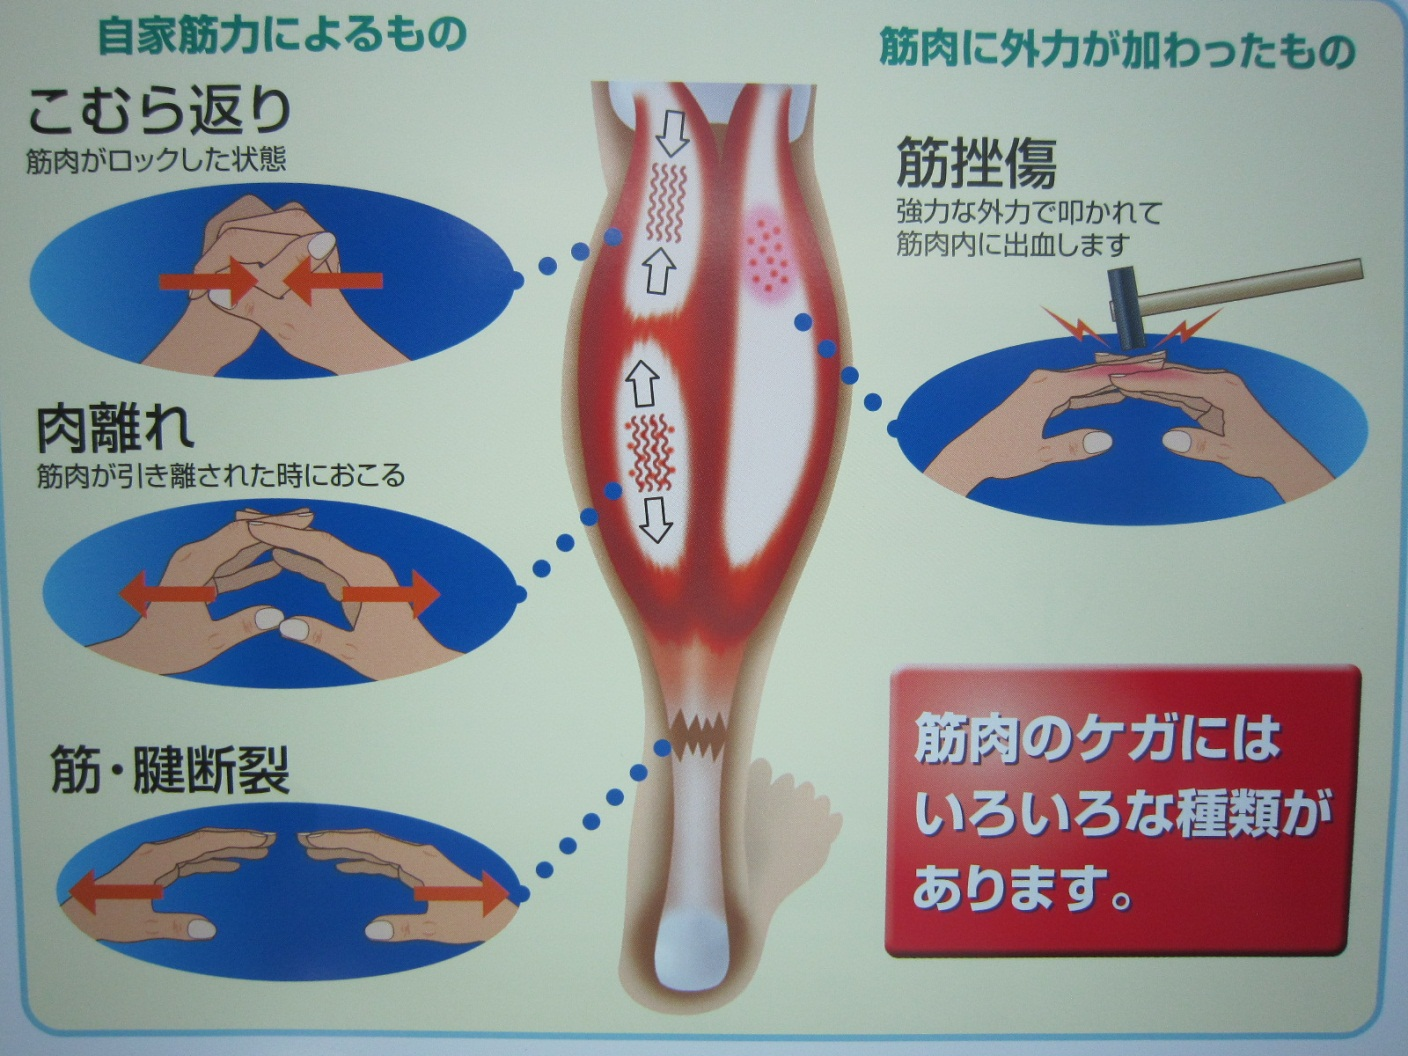 自家筋力によるもの
こむら返り
筋肉がロックした状態
肉離れ
筋肉が引き離された時におこる
筋・腱断裂
筋肉に外力が加わったもの
筋挫傷
強力な外力で叩かれて
筋肉内に出血します
筋肉のケガには
いろいろな種類が
あります。